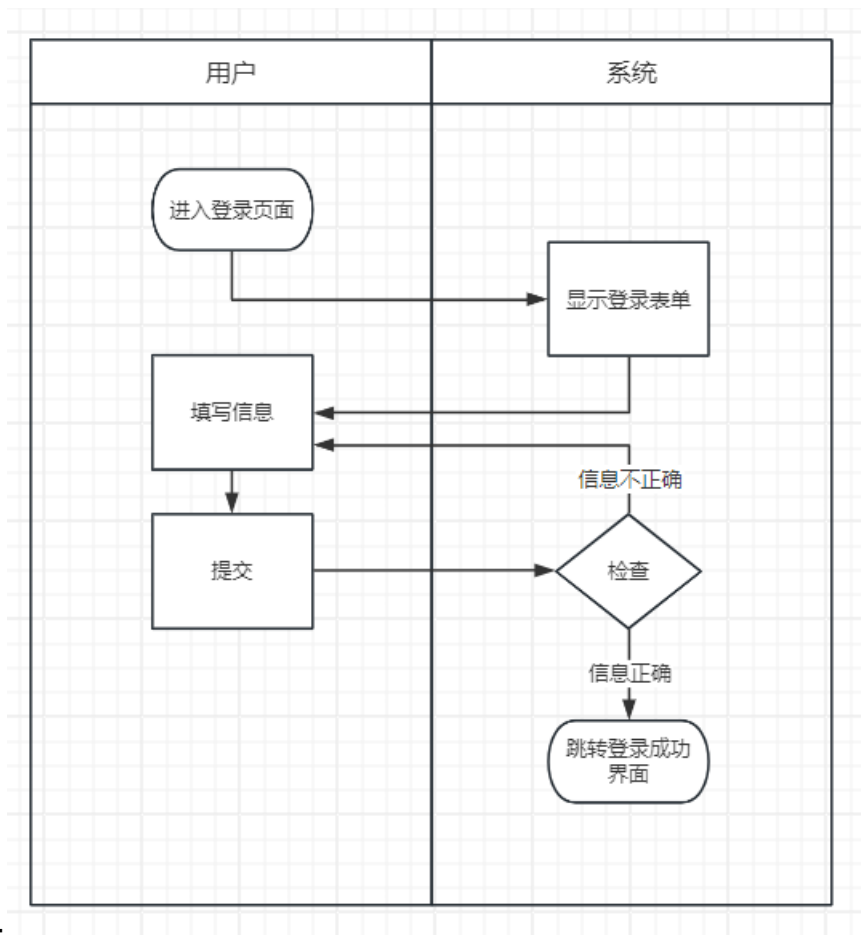 用户
系统
进入登录页面
显示登录表单
填写信息
信息不正确
提交
检查
信息正确
跳转登录成功
界面